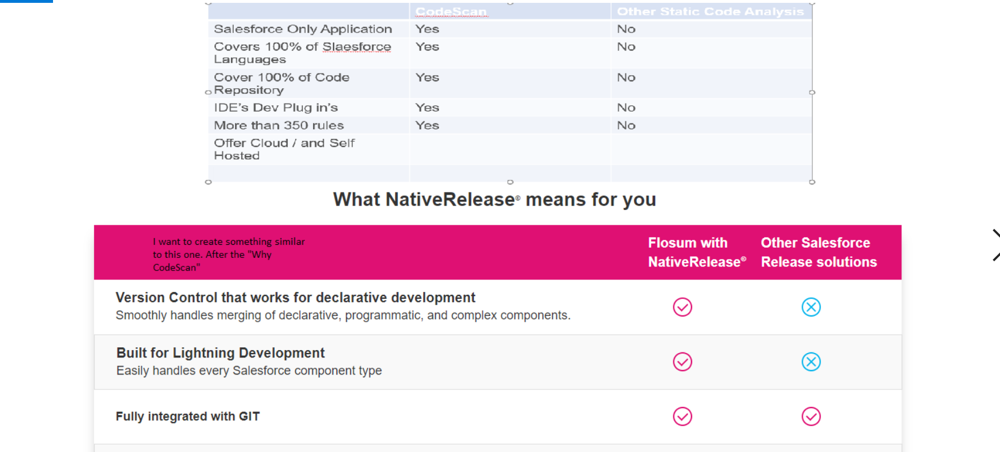 CodeScan Other Static Code Analysis
Salesforce Only Application Yes No
Covers 100% of Slaesforce Yes No
Languages
Cover 100% of Code Yes No
Repository
IDE's Dev Plug in's Yes No
More than 350 rules Yes No
Offer Cloud / and Self
Hosted
What NativeRelease© means for you
I want to create something similar
to this one. After the "Why
CodeScan"
Flosum with
NativeRelease©
Other Salesforce
Release solutions
Version Control that works for declarative development
Smoothly handles merging of declarative, programmatic, and complex components.
Built for Lightning Development
Easily handles every Salesforce component type
Fully integrated with GIT